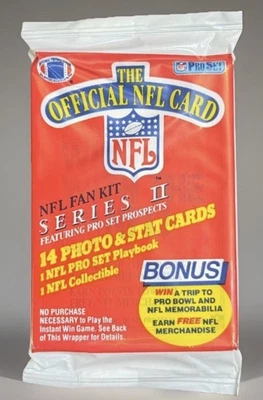 PRO SET
THE
OFFICIAL NFL CARD
NFL
NFL FAN KIT
SERIES II
FEATURING PRO SET PROSPECTS
14 PHOTO & STAT CARDS
1 NFL PRO SET Playbook
1 NFL Collectible
BONUS
WIN A TRIP TO
PRO BOWL AND
NFL MEMORABILIA
EARN FREE NFL
MERCHANDISE
NO PURCHASE
NECESSARY to Play the
Instant Win Game. See Back
of This Wrapper for Details.